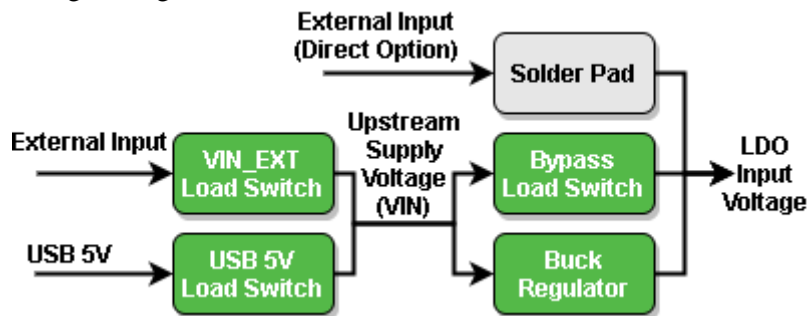 External Input
(Direct Option)
Solder Pad
External Input
VIN_EXT
Load Switch
Upstream
Supply
Voltage
(VIN)
Bypass
Load Switch
LDO
Input
Voltage
USB 5V
USB 5V
Load Switch
Buck
Regulator